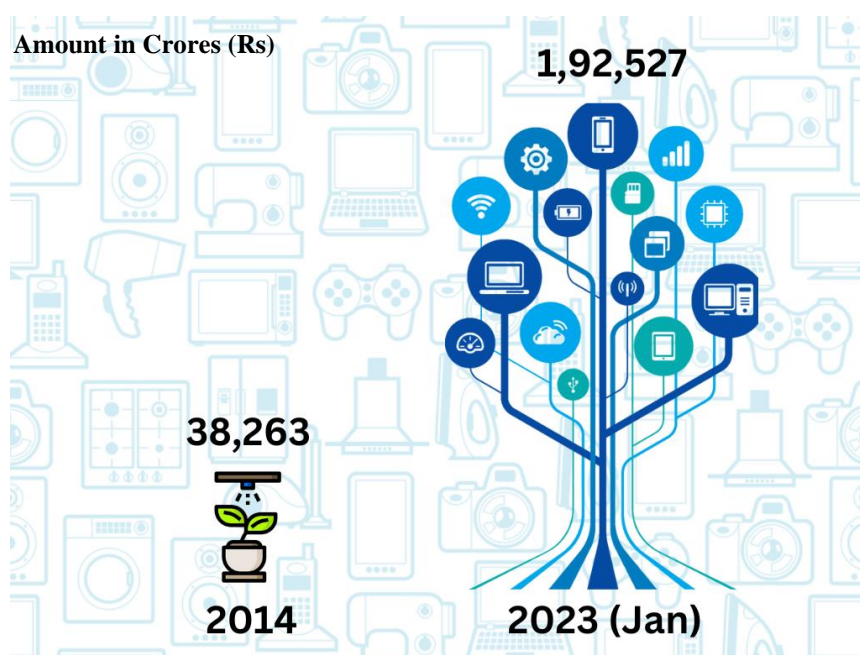 Amount in Crores (Rs)
1,92,527
38,263
2014
2023 (Jan)